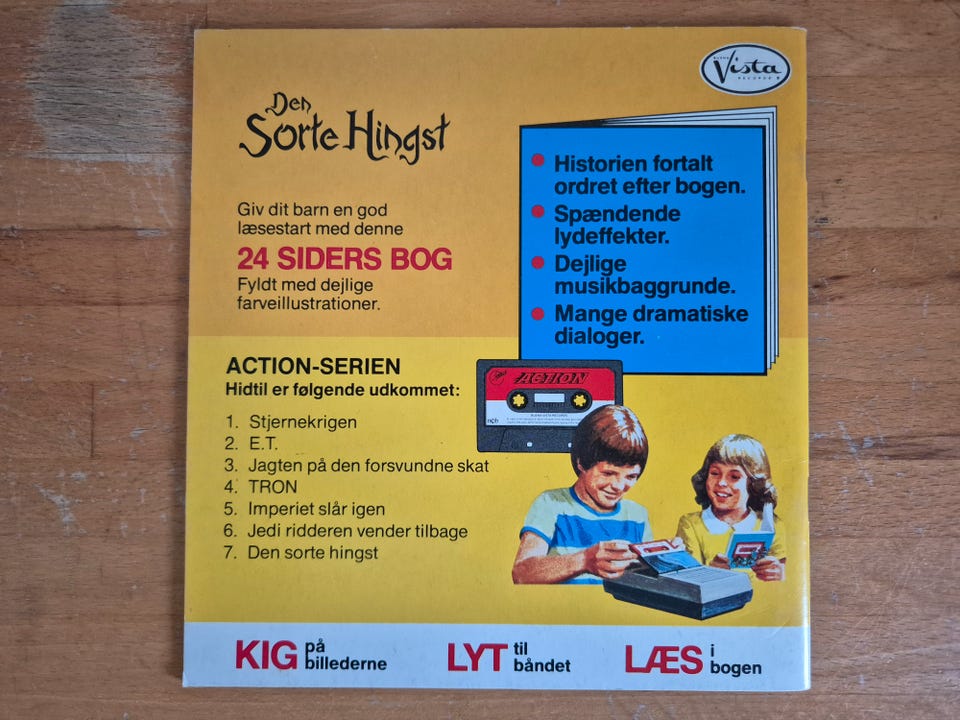 BUENA
Vista
RECORDS
Den
Sorte Hingst
Giv dit barn en god
læsestart med denne
24 SIDERS BOG
Fyldt med dejlige
farveillustrationer.
Historien fortalt
ordret efter bogen.
Spændende
lydeffekter.
Dejlige
musikbaggrunde.
Mange dramatiske
dialoger.
ACTION
ACTION-SERIEN
Hidtil er følgende udkommet:
1. Stjernekrigen
2. E.T.
3. Jagten på den forsvundne skat
4. TRON
5. Imperiet slår igen
6. Jedi ridderen vender tilbage
7. Den sorte hingst
KIG på
billederne
LYT til
båndet
LÆS i
bogen